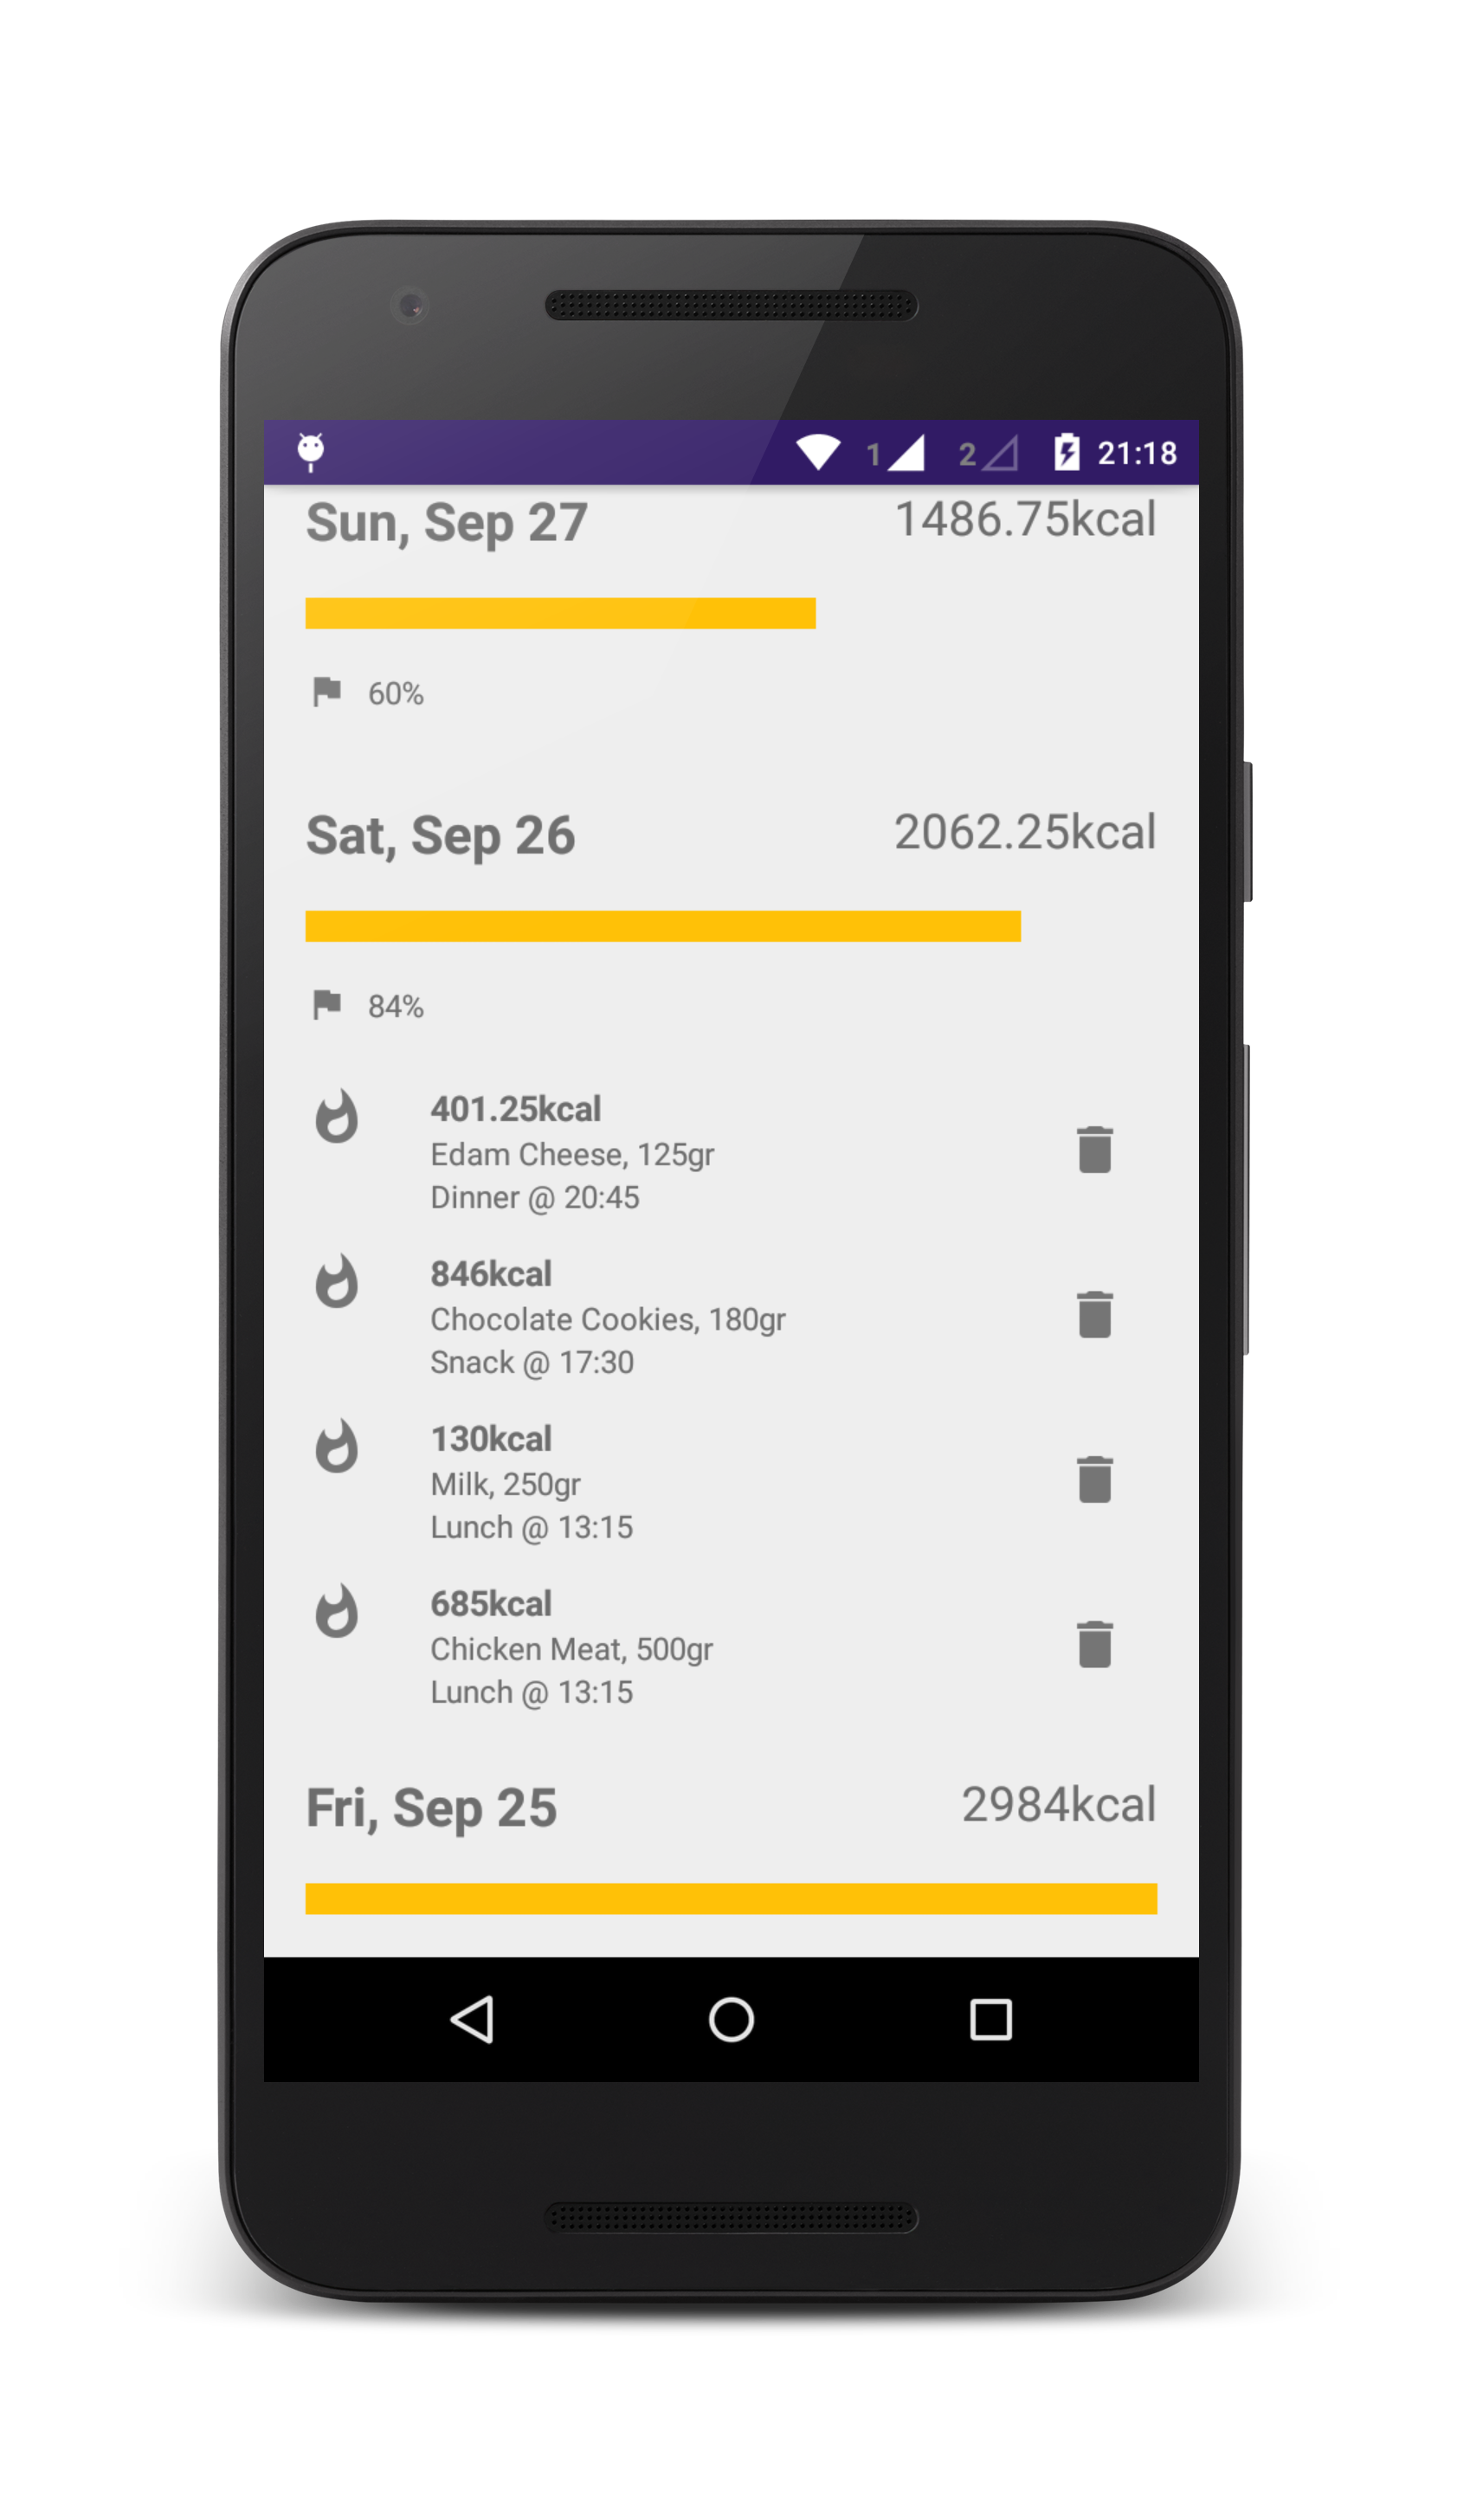 1 2 21:18
Sun, Sep 27 1486.75kcal
60%
Sat, Sep 26 2062.25kcal
84%
401.25kcal
Edam Cheese, 125gr
Dinner @ 20:45
846kcal
Chocolate Cookies, 180gr
Snack @ 17:30
130kcal
Milk, 250gr
Lunch @ 13:15
685kcal
Chicken Meat, 500gr
Lunch @ 13:15
Fri, Sep 25 2984kcal